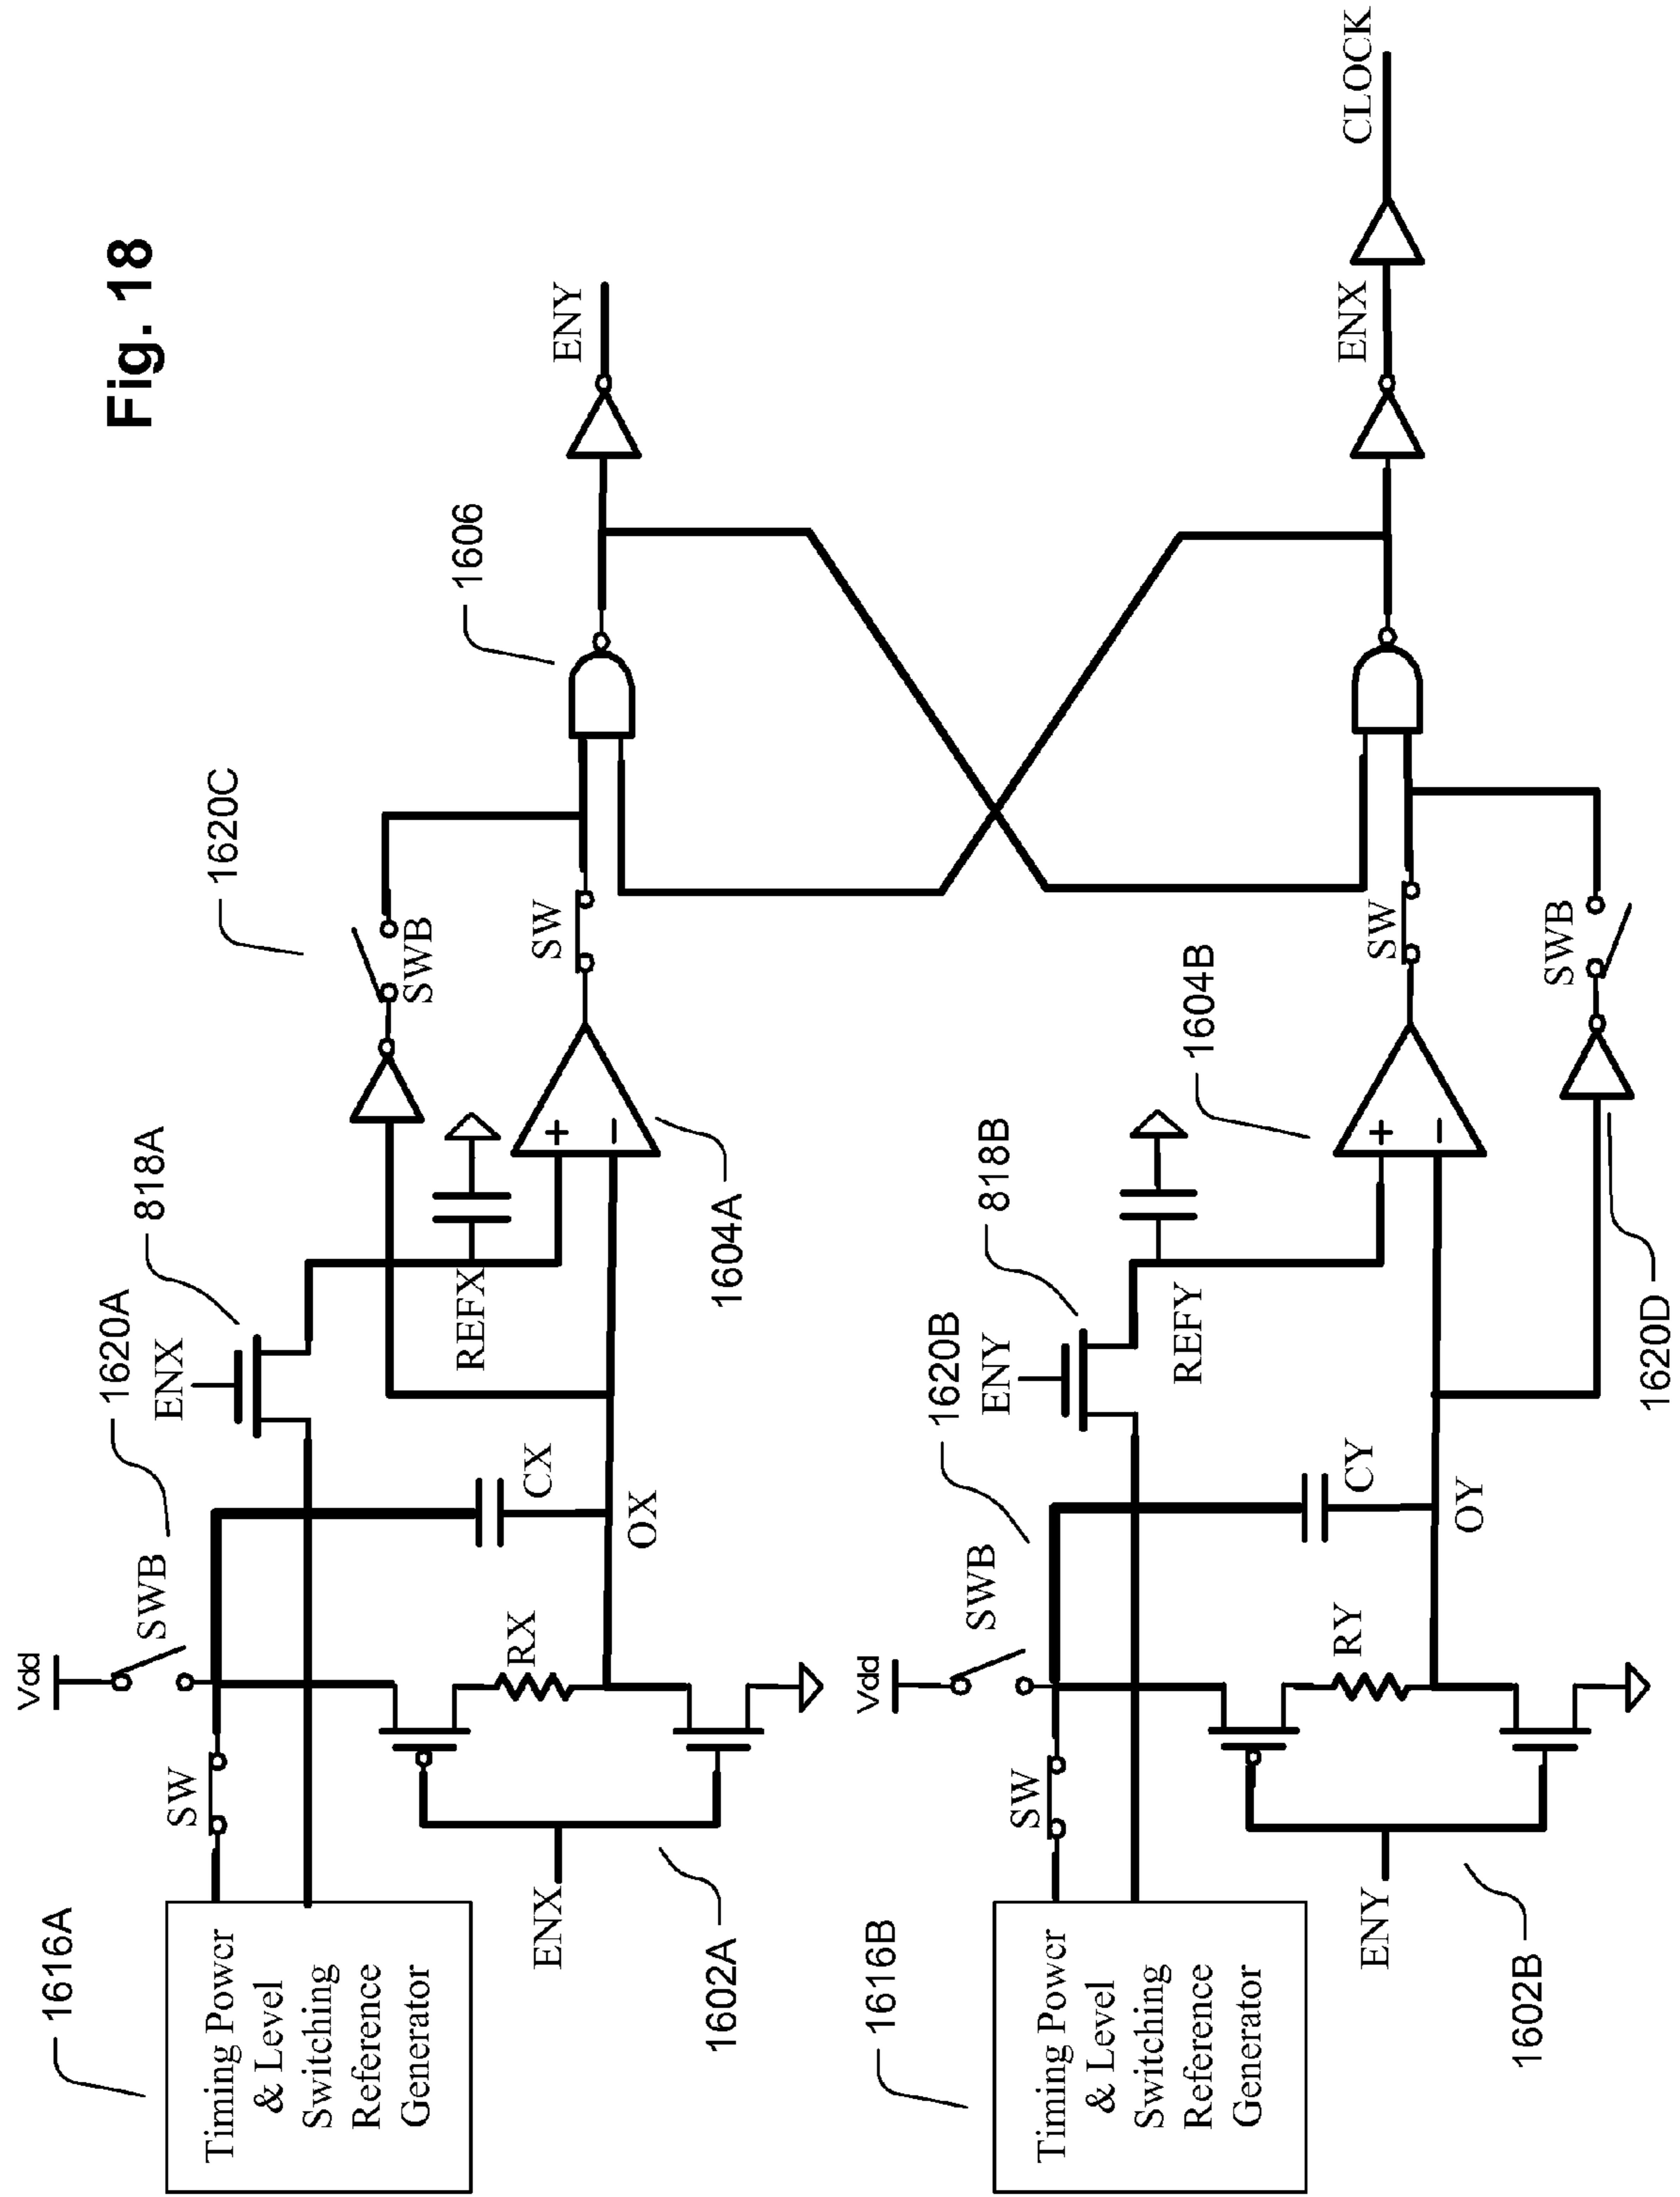 Fig. 18
1616A
Timing Power
& Level
Switching
Reference
Generator
SW
Vdd
SWB
1620A
ENX
818A
ENX
1602A
RX
CX
OX
REFX
1604A
+
−
SWB
1620C
SW
1606
ENY
1616B
Timing Power
& Level
Switching
Reference
Generator
SW
Vdd
SWB
1620B
ENY
818B
ENY
1602B
RY
CY
OY
REFY
1604B
+
−
1620D
SWB
SW
ENX
CLOCK